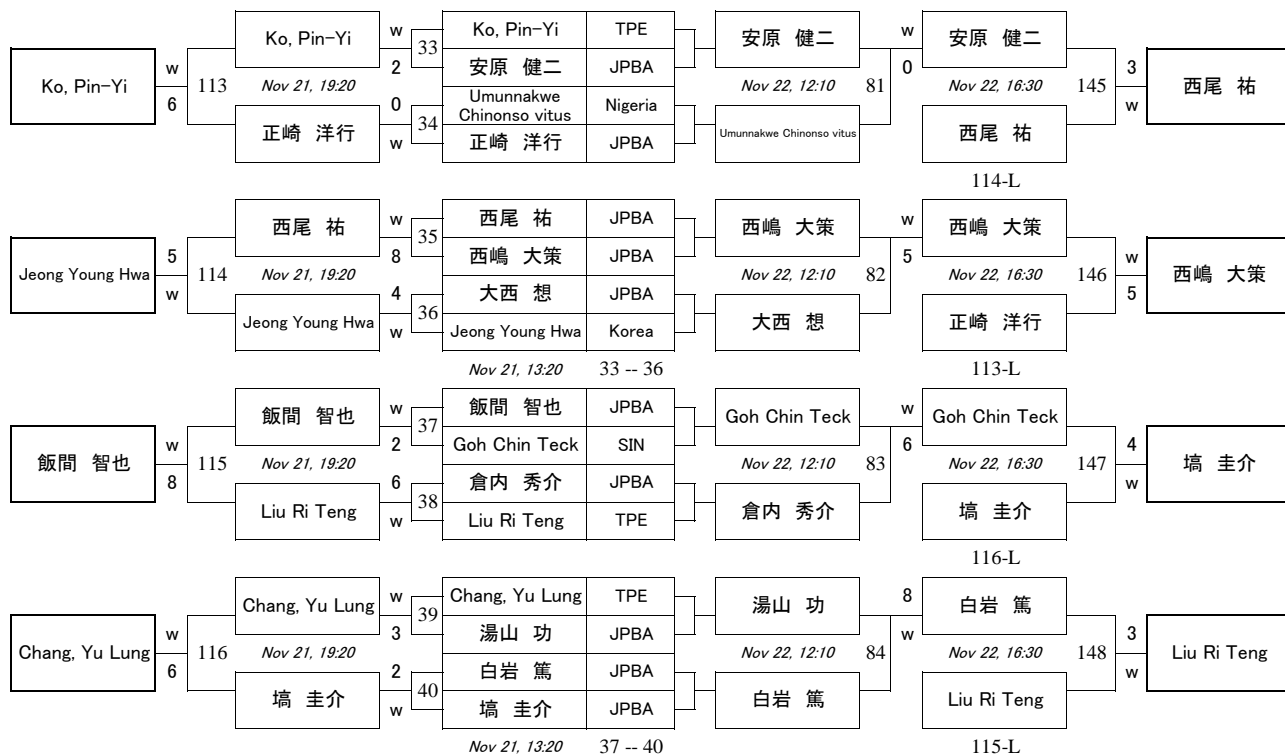 Ko, Pin-Yi w Ko, Pin-Yi TPE 安原 健二 w 安原 健二
33
Ko, Pin-Yi w 113 Nov 21, 19:20 2 安原 健二 JPBA Nov 22, 12:10 81 0 Nov 22, 16:30 145 3 西尾 祐
6 0 Umunnakwe Chinonso vitus Nigeria w
34
正崎 洋行 w 正崎 洋行 JPBA Umunnakwe Chinonso vitus 西尾 祐
114-L
西尾 祐 w 西尾 祐 JPBA 西嶋 大策 w 西嶋 大策
35
Jeong Young Hwa 5 114 Nov 21, 19:20 8 西嶋 大策 JPBA Nov 22, 12:10 82 5 Nov 22, 16:30 146 w 西嶋 大策
w 4 大西 想 JPBA 5
36
Jeong Young Hwa w Jeong Young Hwa Korea 大西 想 正崎 洋行
Nov 21, 13:20 33 -- 36 113-L
飯間 智也 w 飯間 智也 JPBA Goh Chin Teck w Goh Chin Teck
37
飯間 智也 w 115 Nov 21, 19:20 2 Goh Chin Teck SIN Nov 22, 12:10 83 6 Nov 22, 16:30 147 4 塙 圭介
8 6 倉内 秀介 JPBA w
38
Liu Ri Teng w Liu Ri Teng TPE 倉内 秀介 塙 圭介
116-L
Chang, Yu Lung w Chang, Yu Lung TPE 湯山 功 8 白岩 篤
39
Chang, Yu Lung w 116 Nov 21, 19:20 3 湯山 功 JPBA Nov 22, 12:10 84 w Nov 22, 16:30 148 3 Liu Ri Teng
6 2 白岩 篤 JPBA w
40
塙 圭介 w 塙 圭介 JPBA 白岩 篤 Liu Ri Teng
Nov 21, 13:20 37 -- 40 115-L